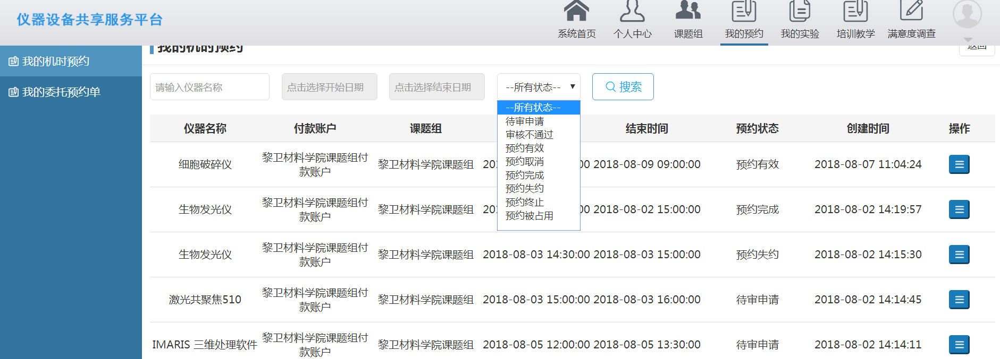 仪器设备共享服务平台
系统首页 个人中心 课题组 我的预约 我的实验 培训教学 满意度调查
我的机时预约
返回
我的机时预约
我的委托预约单
请输入仪器名称 点击选择开始日期 点击选择结束日期 --所有状态-- 搜索
--所有状态--
待审申请
审核不通过
预约有效
预约取消
预约完成
预约失约
预约终止
预约被占用
仪器名称 付款账户 课题组 结束时间 预约状态 创建时间 操作
细胞破碎仪 黎卫材料学院课题组付款账户 黎卫材料学院课题组 2018-08-09 09:00:00 预约有效 2018-08-07 11:04:24
生物发光仪 黎卫材料学院课题组付款账户 黎卫材料学院课题组 2018-08-02 15:00:00 预约完成 2018-08-02 14:19:57
生物发光仪 黎卫材料学院课题组付款账户 黎卫材料学院课题组 2018-08-03 14:30:00 2018-08-03 15:00:00 预约失约 2018-08-02 14:15:30
激光共聚焦510 黎卫材料学院课题组付款账户 黎卫材料学院课题组 2018-08-03 15:00:00 2018-08-03 16:00:00 待审申请 2018-08-02 14:14:45
IMARIS 三维处理软件 黎卫材料学院课题组付款账户 黎卫材料学院课题组 2018-08-05 12:00:00 2018-08-05 13:30:00 待审申请 2018-08-02 14:14:11